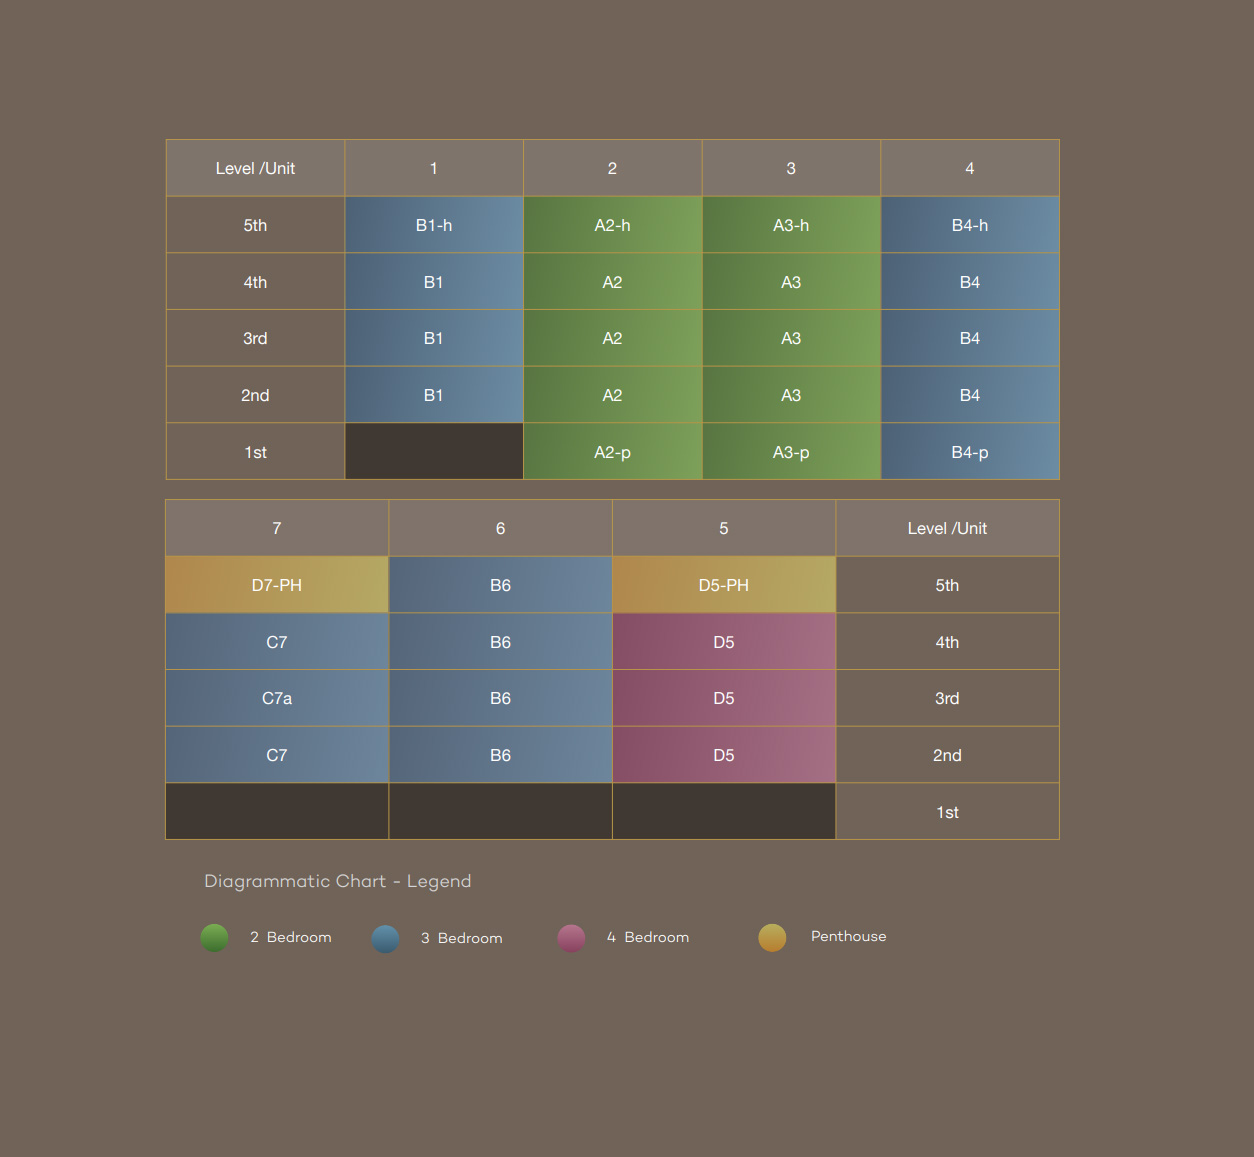 Level /Unit 1 2 3 4
5th B1-h A2-h A3-h B4-h
4th B1 A2 A3 B4
3rd B1 A2 A3 B4
2nd B1 A2 A3 B4
1st A2-p A3-p B4-p
7 6 5 Level /Unit
D7-PH B6 D5-PH 5th
C7 B6 D5 4th
C7a B6 D5 3rd
C7 B6 D5 2nd
1st
Diagrammatic Chart - Legend
2 Bedroom 3 Bedroom 4 Bedroom Penthouse